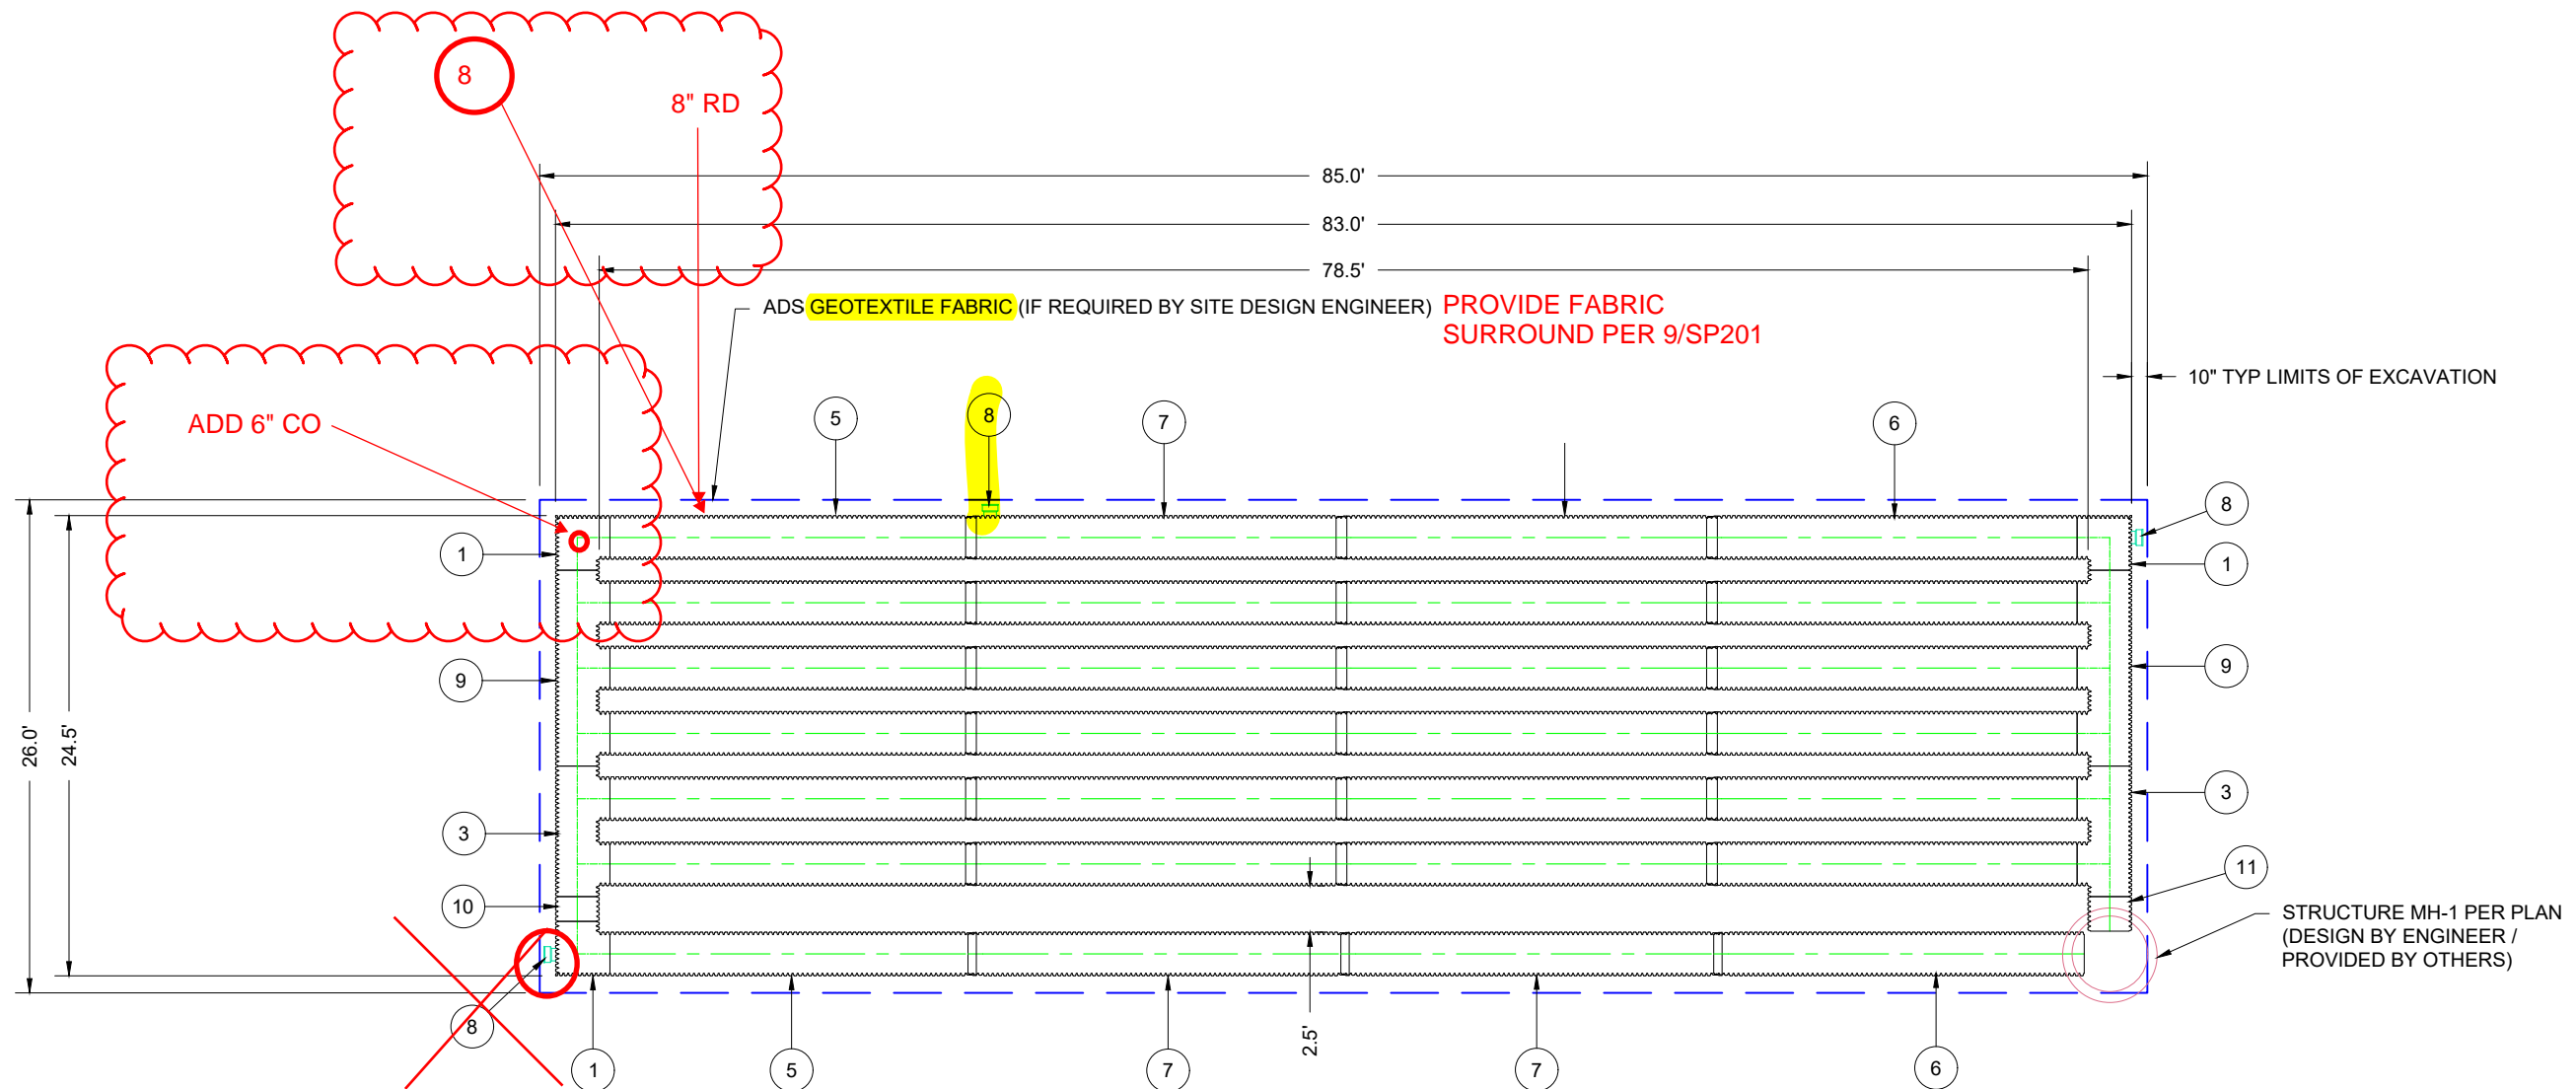 8
8" RD
85.0'
83.0'
78.5'
ADS GEOTEXTILE FABRIC (IF REQUIRED BY SITE DESIGN ENGINEER)
PROVIDE FABRIC
SURROUND PER 9/SP201
10" TYP LIMITS OF EXCAVATION
ADD 6" CO
5
8
7
6
8
1
1
9
9
26.0'
24.5'
3
3
11
10
STRUCTURE MH-1 PER PLAN
(DESIGN BY ENGINEER /
PROVIDED BY OTHERS)
8
2.5'
1
5
7
7
6